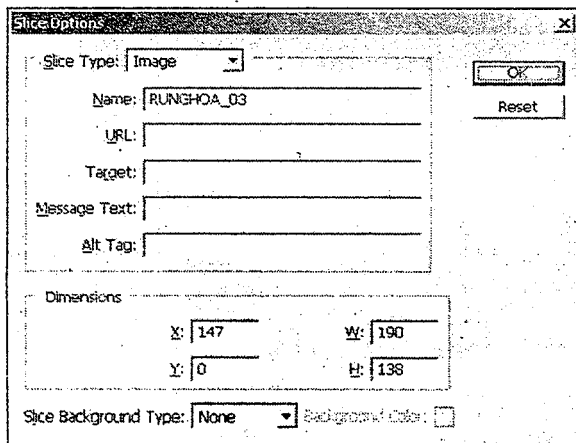 Slice Options
Slice Type: Image
OK
Name: RUNGHOA_03
Reset
URL:
Target:
Message Text:
Alt Tag:
Dimensions
X: 147 W: 190
Y: 0 H: 138
Slice Background Type: None Background Color: